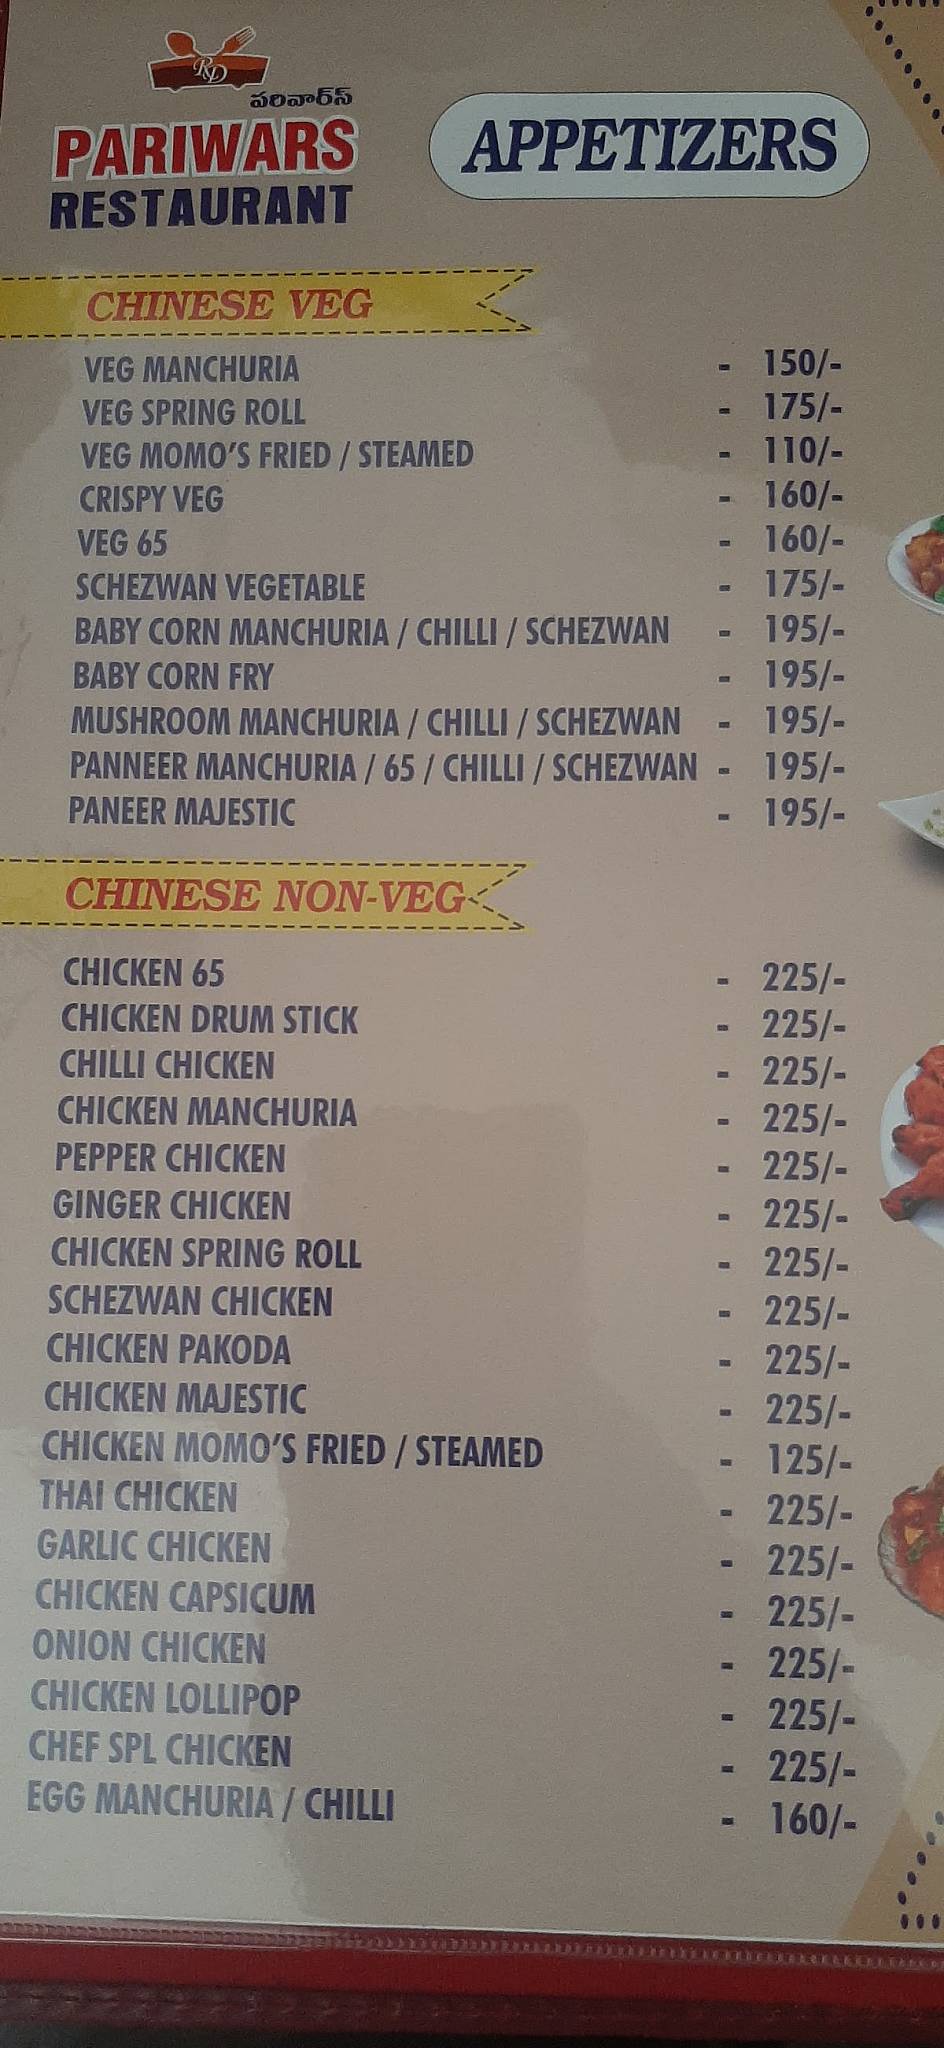 RD
పరివార్స్
PARIWARS
RESTAURANT
APPETIZERS
CHINESE VEG
VEG MANCHURIA - 150/-
VEG SPRING ROLL - 175/-
VEG MOMO'S FRIED / STEAMED - 110/-
CRISPY VEG - 160/-
VEG 65 - 160/-
SCHEZWAN VEGETABLE - 175/-
BABY CORN MANCHURIA / CHILLI / SCHEZWAN - 195/-
BABY CORN FRY - 195/-
MUSHROOM MANCHURIA / CHILLI / SCHEZWAN - 195/-
PANNEER MANCHURIA / 65 / CHILLI / SCHEZWAN - 195/-
PANEER MAJESTIC - 195/-
CHINESE NON-VEG
CHICKEN 65 - 225/-
CHICKEN DRUM STICK - 225/-
CHILLI CHICKEN - 225/-
CHICKEN MANCHURIA - 225/-
PEPPER CHICKEN - 225/-
GINGER CHICKEN - 225/-
CHICKEN SPRING ROLL - 225/-
SCHEZWAN CHICKEN - 225/-
CHICKEN PAKODA - 225/-
CHICKEN MAJESTIC - 225/-
CHICKEN MOMO'S FRIED / STEAMED - 125/-
THAI CHICKEN - 225/-
GARLIC CHICKEN - 225/-
CHICKEN CAPSICUM - 225/-
ONION CHICKEN - 225/-
CHICKEN LOLLIPOP - 225/-
CHEF SPL CHICKEN - 225/-
EGG MANCHURIA / CHILLI - 160/-